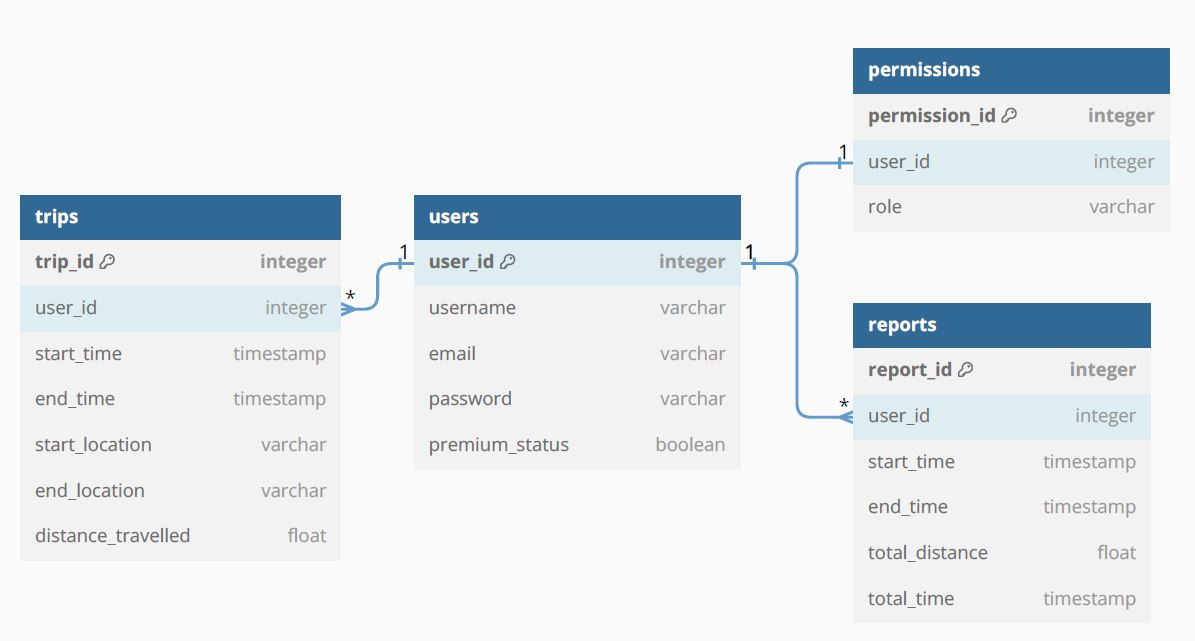 trips
trip_id integer
user_id integer
start_time timestamp
end_time timestamp
start_location varchar
end_location varchar
distance_travelled float
*
1
users
user_id integer
username varchar
email varchar
password varchar
premium_status boolean
1
1
permissions
permission_id integer
user_id integer
role varchar
*
reports
report_id integer
user_id integer
start_time timestamp
end_time timestamp
total_distance float
total_time timestamp